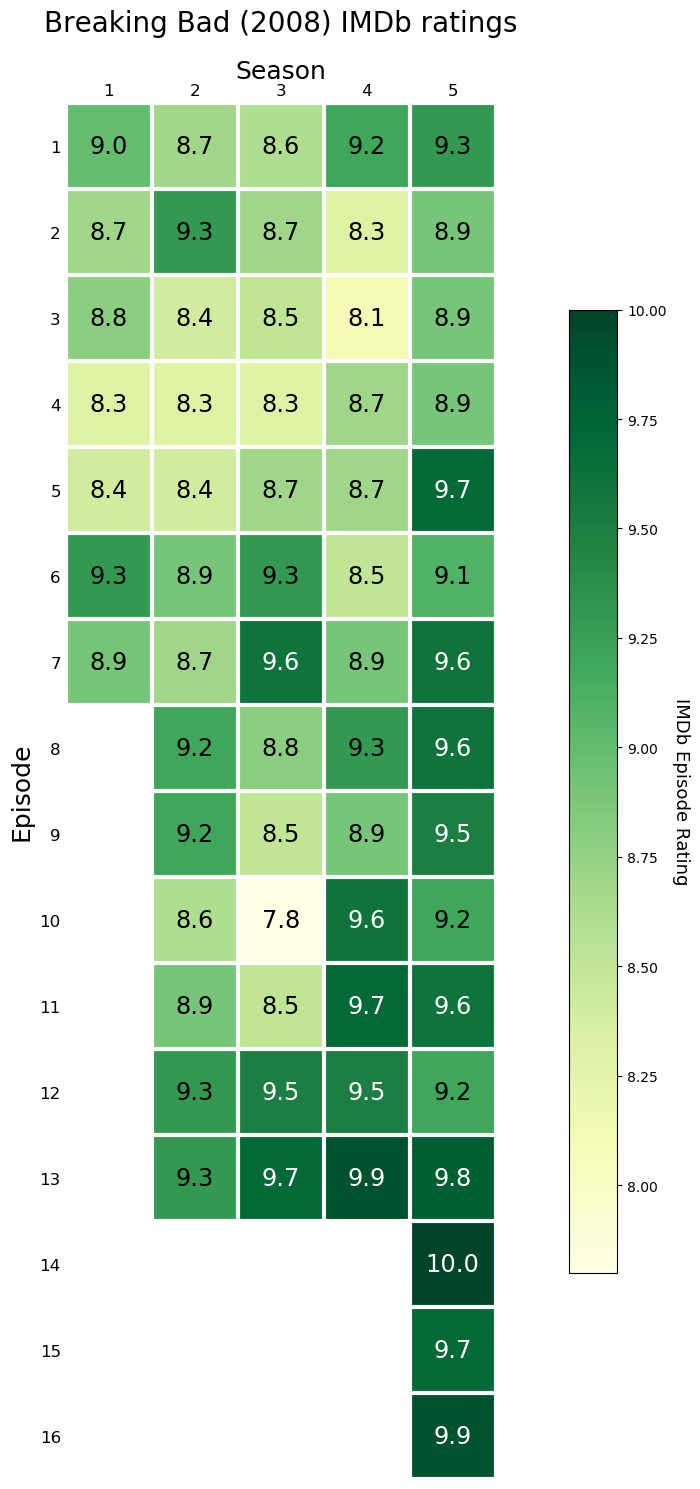 Breaking Bad (2008) IMDb ratings
Season
1 2 3 4 5
1 9.0 8.7 8.6 9.2 9.3
2 8.7 9.3 8.7 8.3 8.9
3 8.8 8.4 8.5 8.1 8.9
4 8.3 8.3 8.3 8.7 8.9
5 8.4 8.4 8.7 8.7 9.7
6 9.3 8.9 9.3 8.5 9.1
7 8.9 8.7 9.6 8.9 9.6
8 9.2 8.8 9.3 9.6
9 9.2 8.5 8.9 9.5
10 8.6 7.8 9.6 9.2
11 8.9 8.5 9.7 9.6
12 9.3 9.5 9.5 9.2
13 9.3 9.7 9.9 9.8
14 10.0
15 9.7
16 9.9
Episode
10.00
9.75
9.50
9.25
9.00
8.75
8.50
8.25
8.00
IMDb Episode Rating